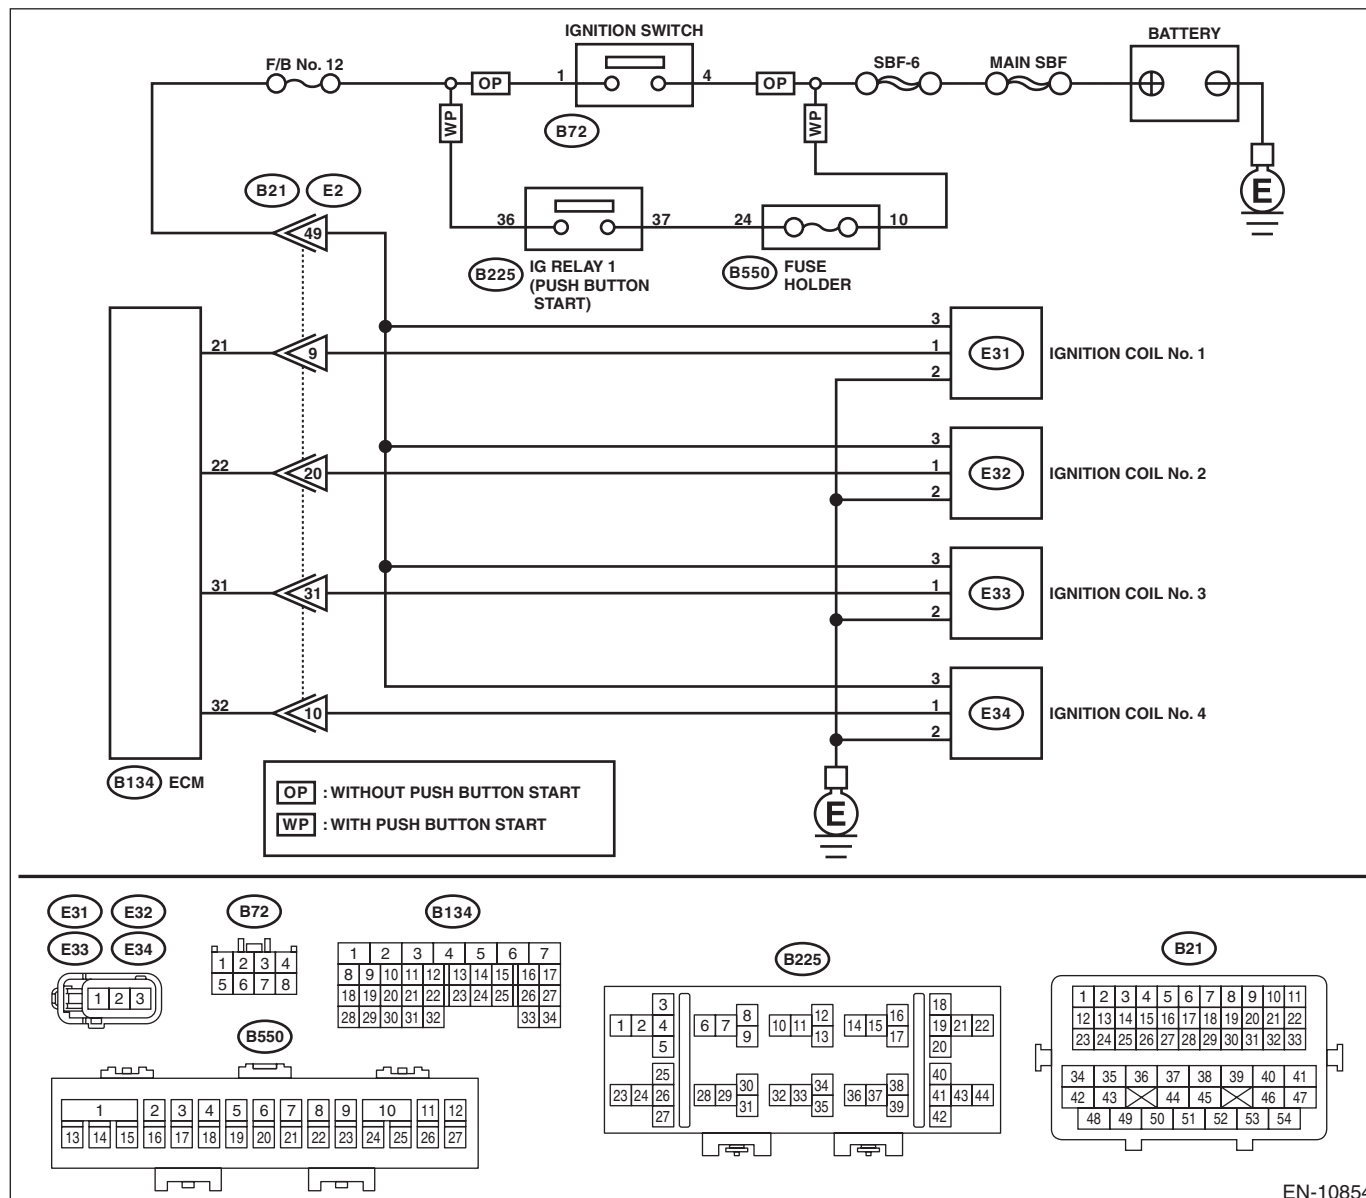 IGNITION SWITCH
BATTERY
F/B No. 12
SBF-6
MAIN SBF
OP
1
4
OP
WP
WP
B72
B21
E2
E
36
37
24
10
49
B225
IG RELAY 1
(PUSH BUTTON
START)
B550
FUSE
HOLDER
21
9
3
1
2
E31
IGNITION COIL No. 1
22
20
3
1
2
E32
IGNITION COIL No. 2
31
31
3
1
2
E33
IGNITION COIL No. 3
32
10
3
1
2
E34
IGNITION COIL No. 4
B134 ECM
OP : WITHOUT PUSH BUTTON START
WP : WITH PUSH BUTTON START
E
E31 E32
E33 E34
1 2 3
B72
1 2 3 4
5 6 7 8
B134
1 2 3 4 5 6 7
8 9 10 11 12 13 14 15 16 17
18 19 20 21 22 23 24 25 26 27
28 29 30 31 32 33 34
B550
1 2 3 4 5 6 7 8 9 10 11 12
13 14 15 16 17 18 19 20 21 22 23 24 25 26 27
B225
3 8 12 16 18
1 2 4 6 7 9 10 11 13 14 15 17 19 21 22
5 20
25 30 34 38 40
23 24 26 28 29 31 32 33 35 36 37 39 41 43 44
27 42
B21
1 2 3 4 5 6 7 8 9 10 11
12 13 14 15 16 17 18 19 20 21 22
23 24 25 26 27 28 29 30 31 32 33
34 35 36 37 38 39 40 41
42 43 44 45 46 47
48 49 50 51 52 53 54
EN-10854